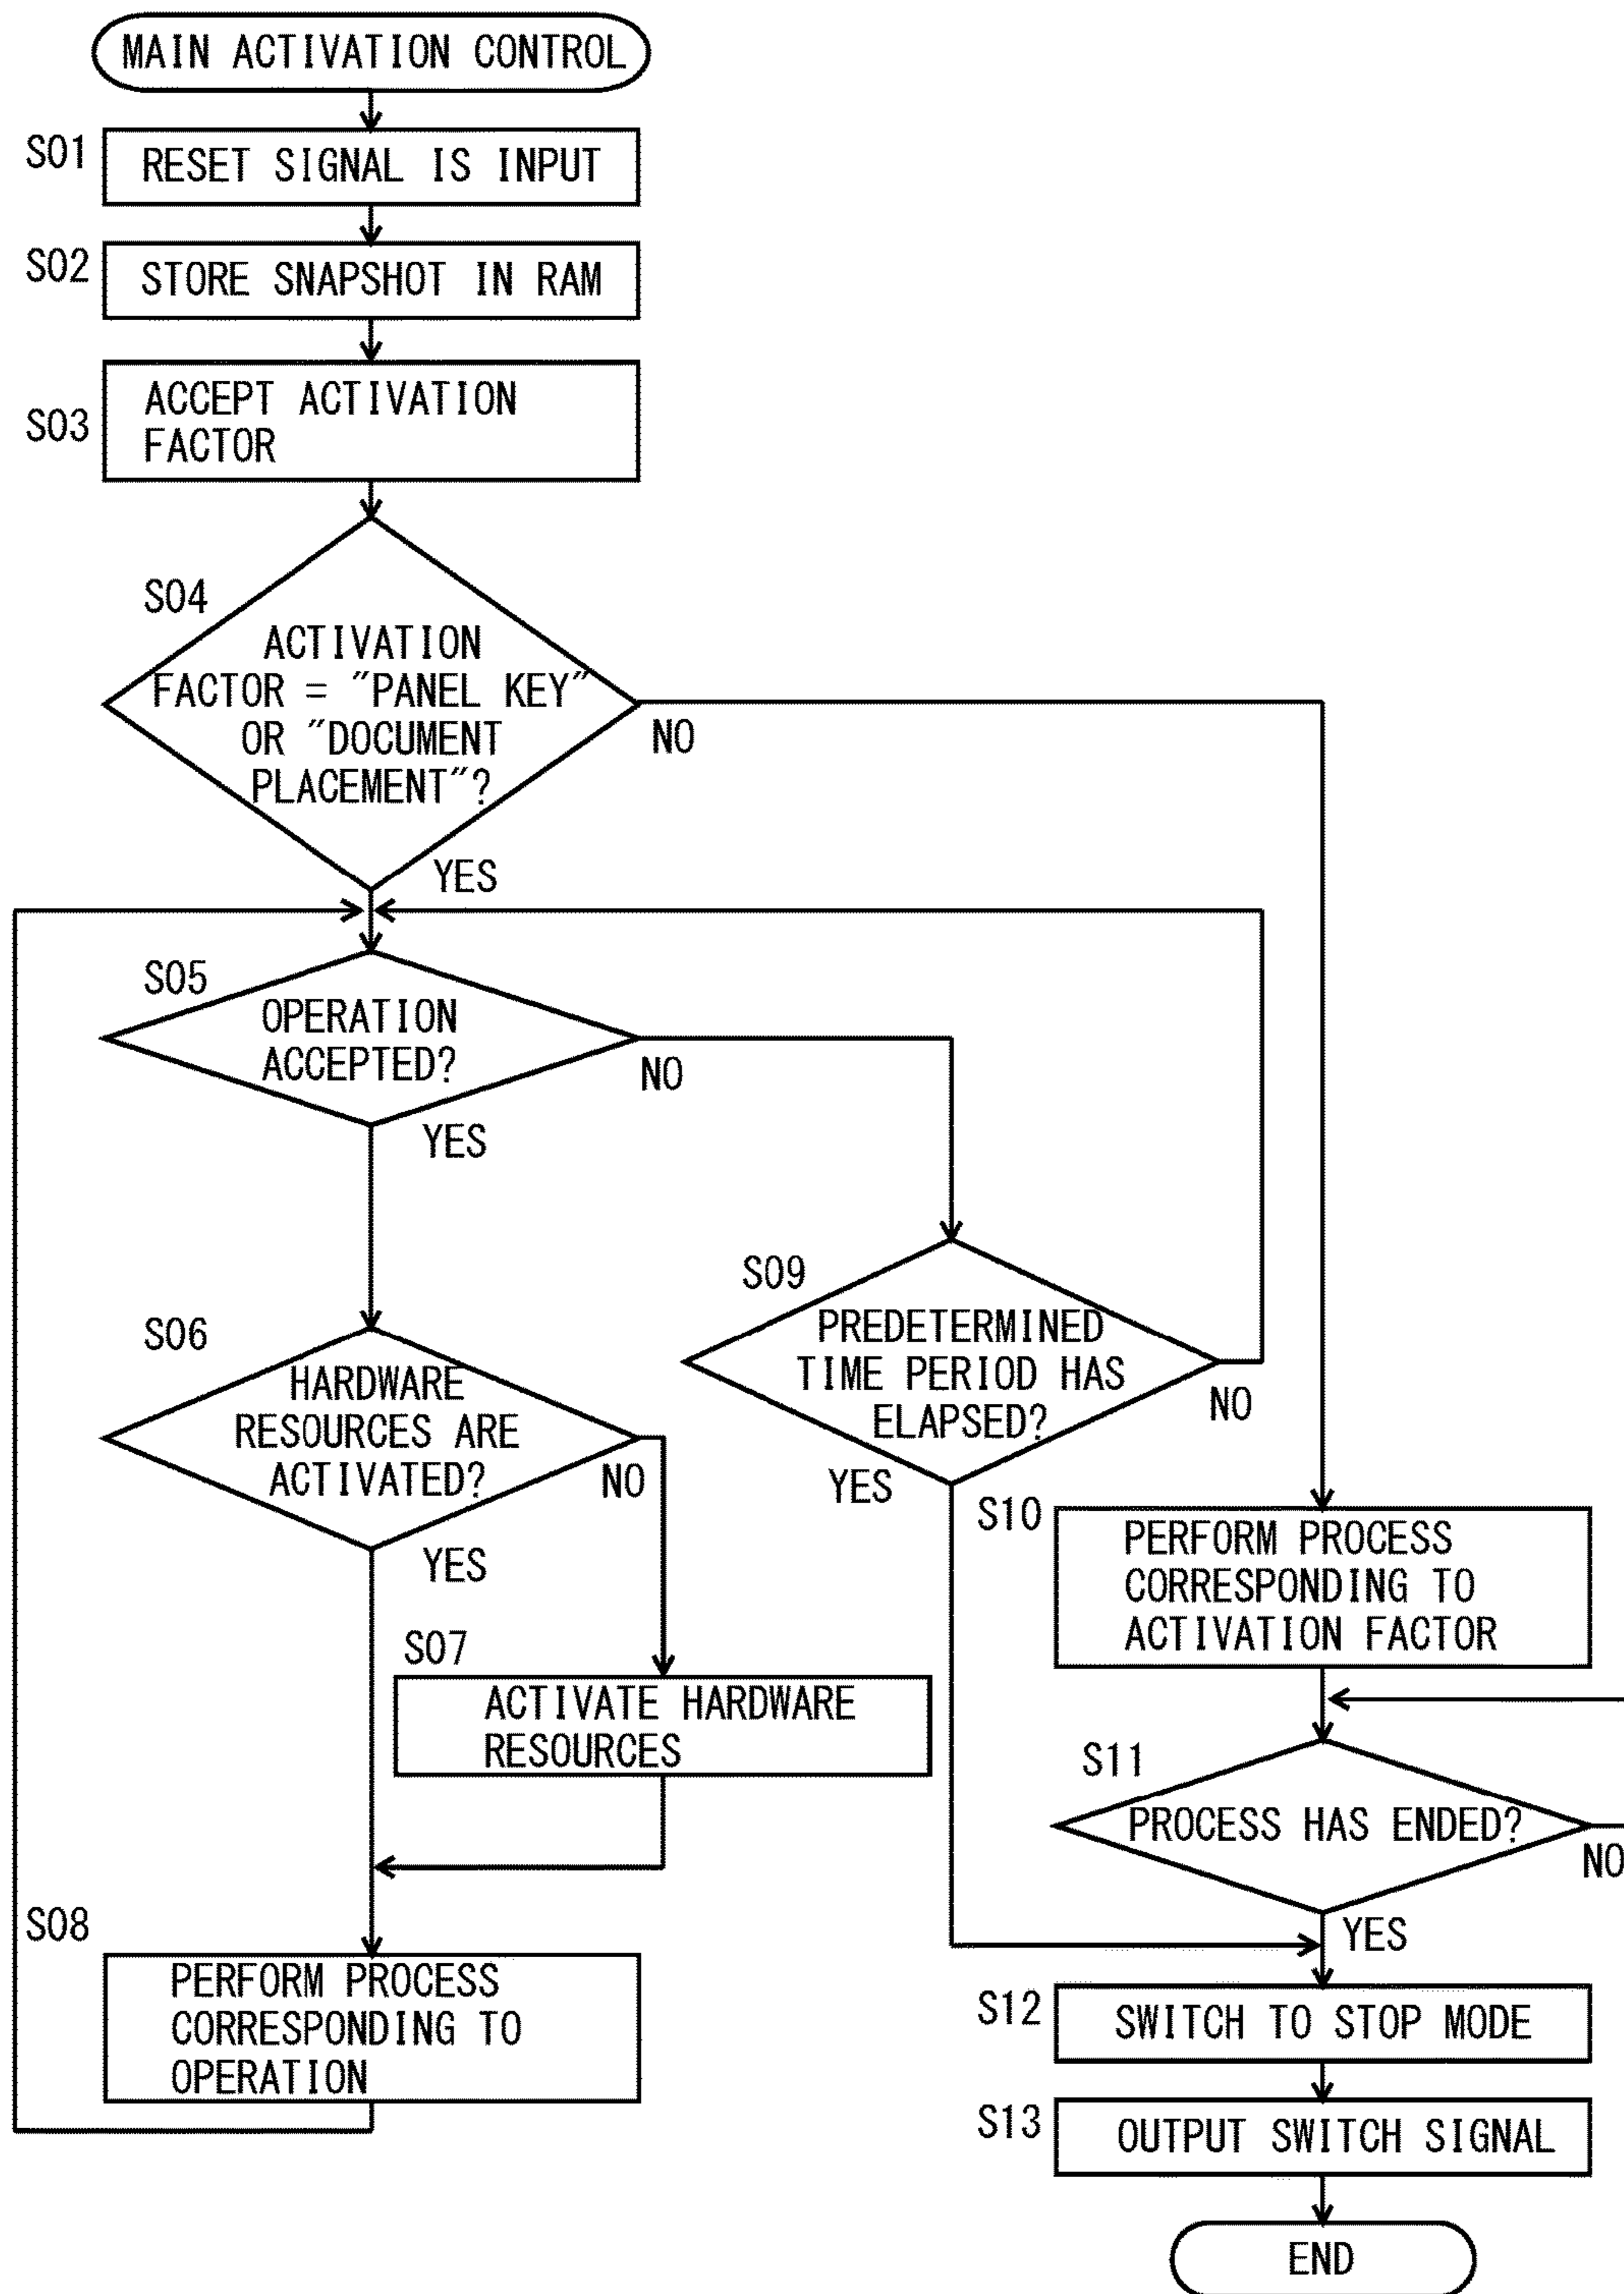 MAIN ACTIVATION CONTROL
S01
RESET SIGNAL IS INPUT
S02
STORE SNAPSHOT IN RAM
S03
ACCEPT ACTIVATION
FACTOR
S04
ACTIVATION
FACTOR = "PANEL KEY"
OR "DOCUMENT
PLACEMENT"?
NO
YES
S05
OPERATION
ACCEPTED?
NO
YES
S06
HARDWARE
RESOURCES ARE
ACTIVATED?
NO
YES
S07
ACTIVATE HARDWARE
RESOURCES
S08
PERFORM PROCESS
CORRESPONDING TO
OPERATION
S09
PREDETERMINED
TIME PERIOD HAS
ELAPSED?
NO
YES
S10
PERFORM PROCESS
CORRESPONDING TO
ACTIVATION FACTOR
S11
PROCESS HAS ENDED?
NO
YES
S12
SWITCH TO STOP MODE
S13
OUTPUT SWITCH SIGNAL
END